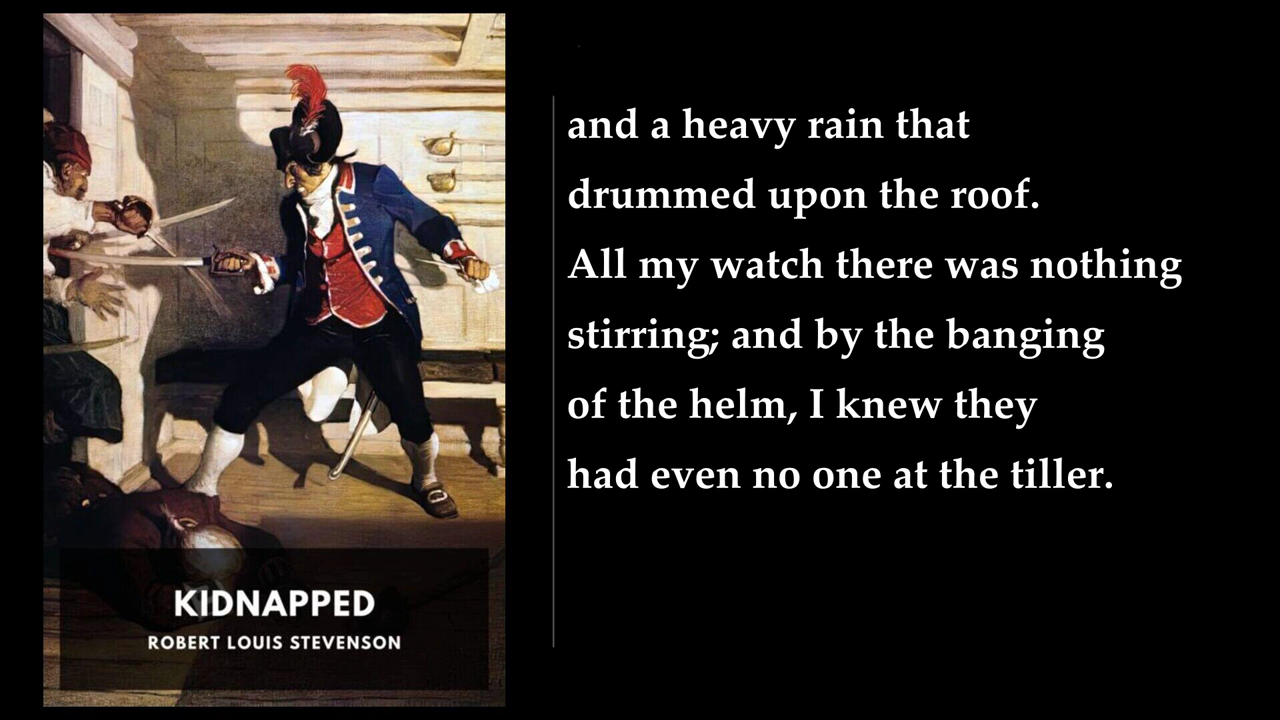 and a heavy rain that
drummed upon the roof.
All my watch there was nothing
stirring; and by the banging
of the helm, I knew they
had even no one at the tiller.
KIDNAPPED
ROBERT LOUIS STEVENSON